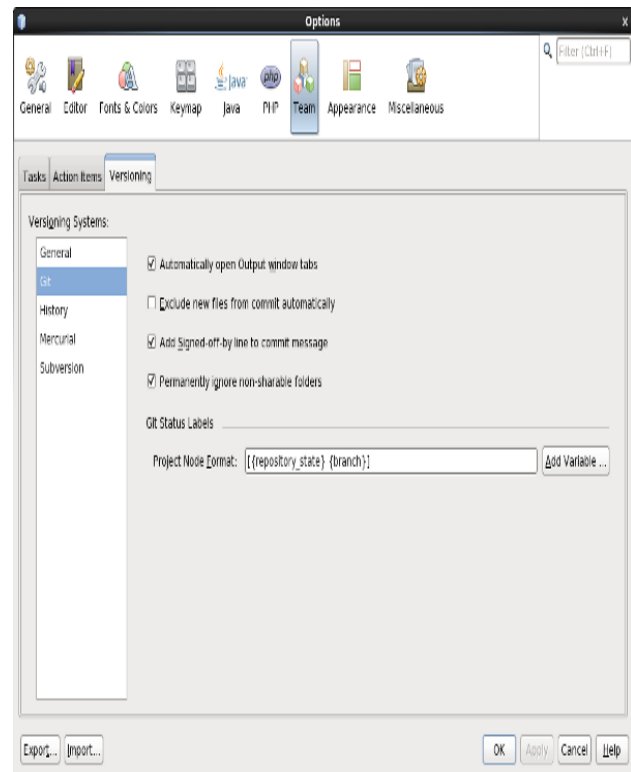 Options
x
Filter (Ctrl+F)
General Editor Fonts & Colors Keymap Java PHP Team Appearance Miscellaneous
Tasks Action Items Versioning
Versioning Systems:
General
Git
History
Mercurial
Subversion
Automatically open Output window tabs
Exclude new files from commit automatically
Add Signed-off-by line to commit message
Permanently ignore non-sharable folders
Git Status Labels
Project Node Format: [{repository_state} {branch}] Add Variable ...
Export... Import... OK Apply Cancel Help